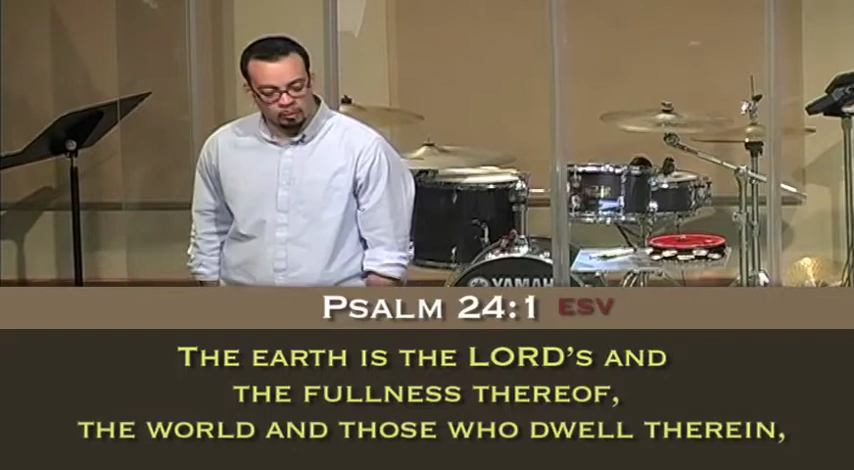 YAMAHA
PSALM 24:1 ESV
THE EARTH IS THE LORD'S AND
THE FULLNESS THEREOF,
THE WORLD AND THOSE WHO DWELL THEREIN,